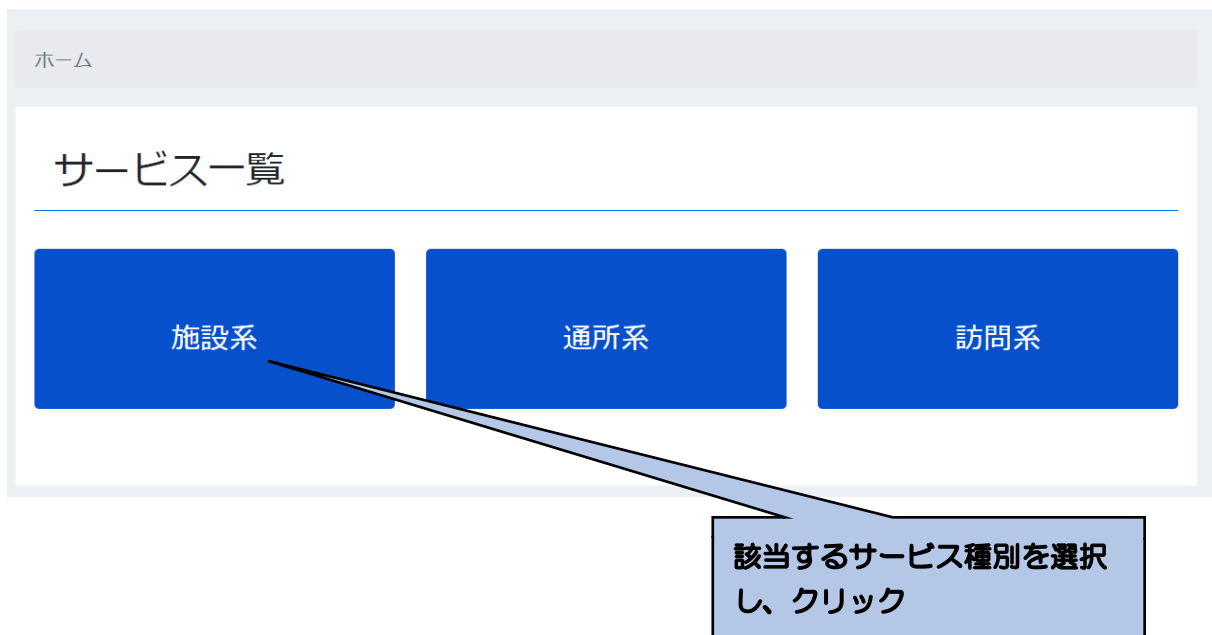 ホーム
サービス一覧
施設系
通所系
訪問系
該当するサービス種別を選択
し、クリック